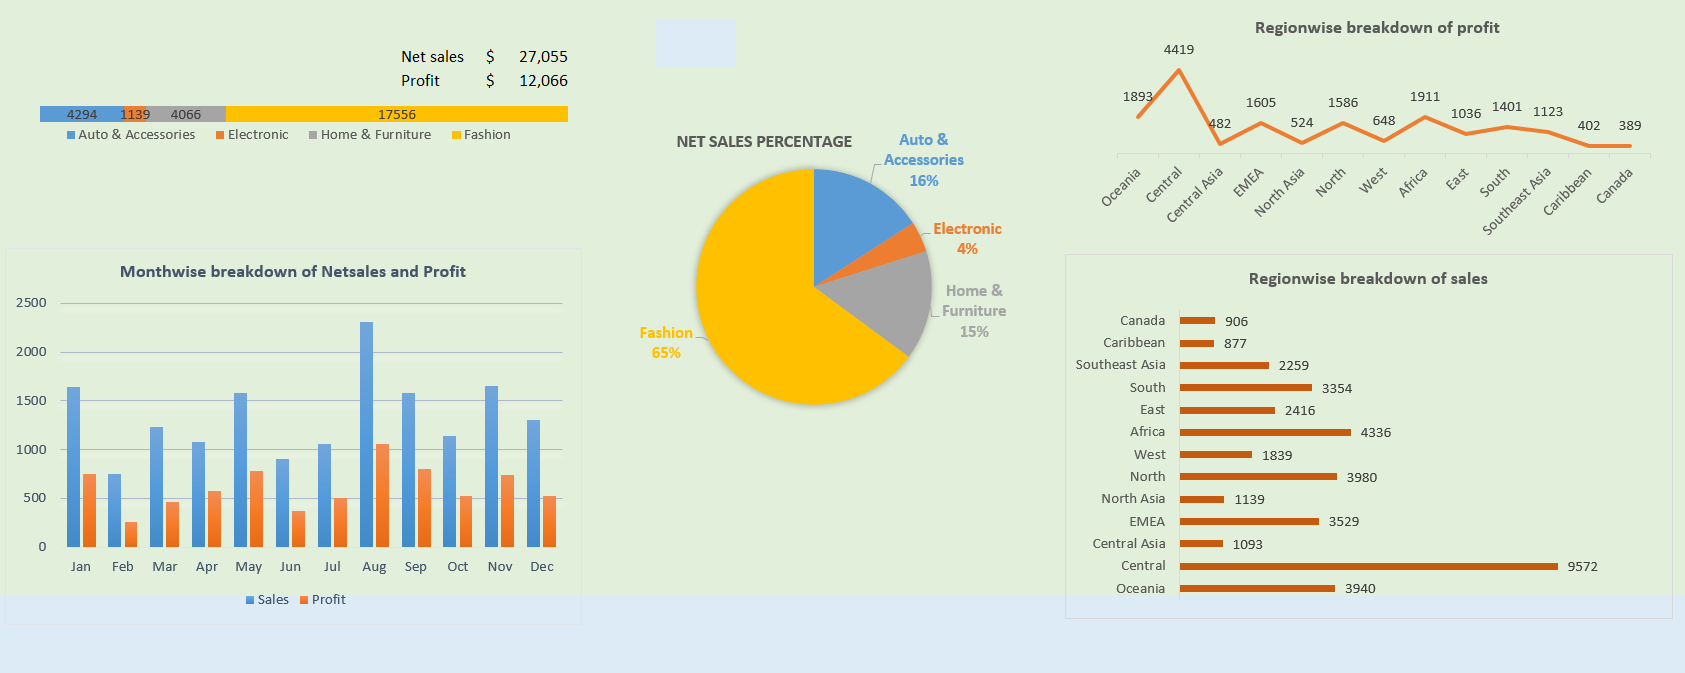 Net sales $ 27,055
Profit $ 12,066
4294 1139 4066 17556
Auto & Accessories Electronic Home & Furniture Fashion
Monthwise breakdown of Netsales and Profit
2500
2000
1500
1000
500
0
Jan Feb Mar Apr May Jun Jul Aug Sep Oct Nov Dec
Sales Profit
NET SALES PERCENTAGE
Auto &
Accessories
16%
Electronic
4%
Home &
Furniture
15%
Fashion
65%
Regionwise breakdown of profit
1893 4419 482 1605 524 1586 648 1911 1036 1401 1123 402 389
Oceania Central Central Asia EMEA North Asia North West Africa East South Southeast Asia Caribbean Canada
Regionwise breakdown of sales
Canada 906
Caribbean 877
Southeast Asia 2259
South 3354
East 2416
Africa 4336
West 1839
North 3980
North Asia 1139
EMEA 3529
Central Asia 1093
Central 9572
Oceania 3940